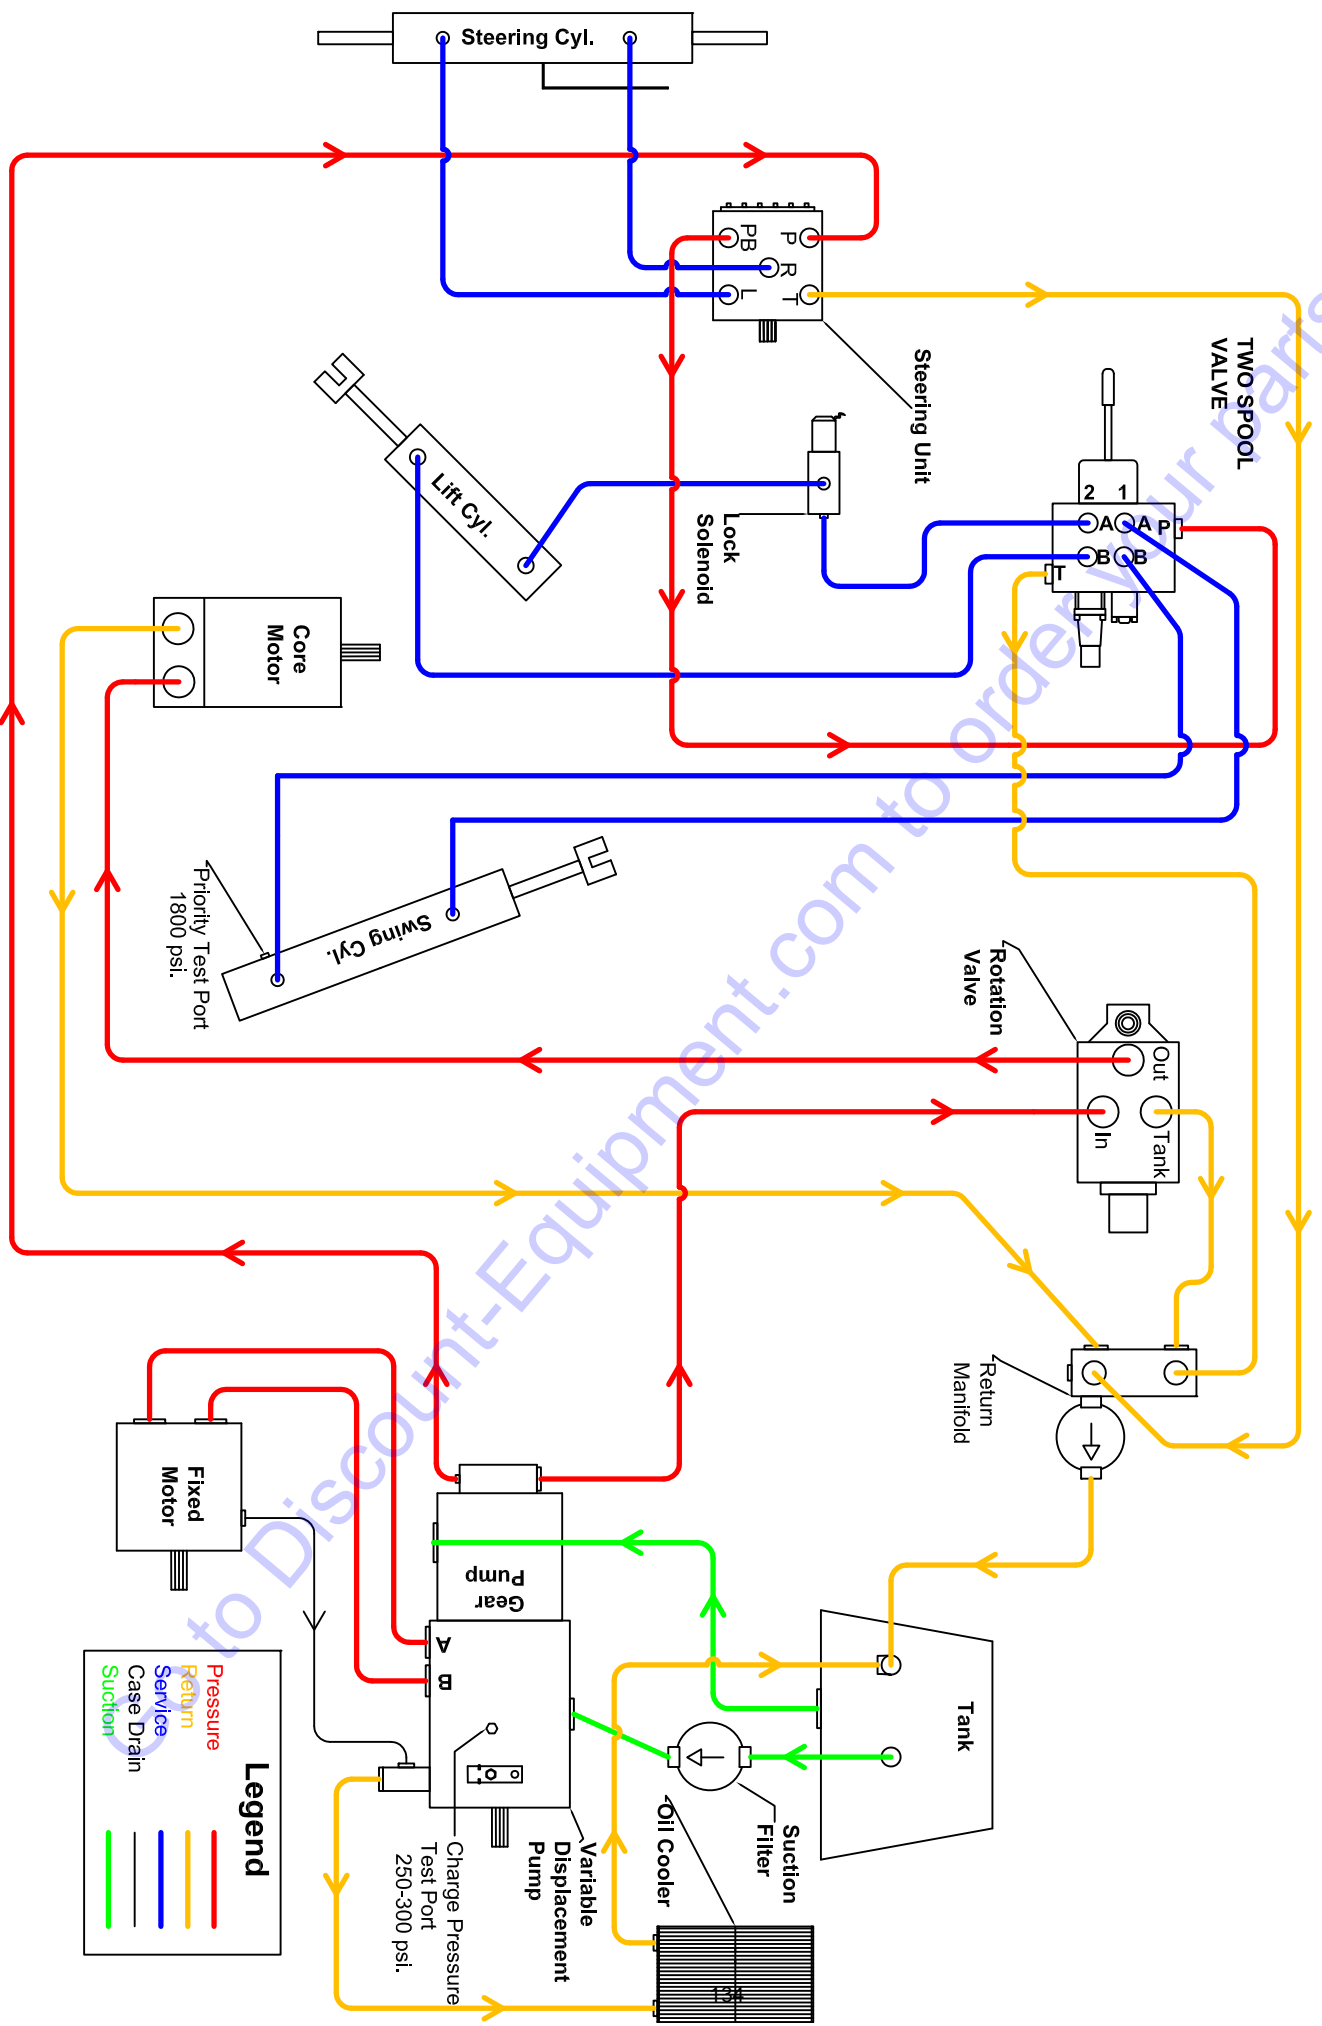 Steering Cyl.
P
PB
R
L
T
Steering Unit
TWO SPOOL
VALVE
2
1
A
A
P
B
B
T
Lock
Solenoid
Lift Cyl.
Core
Motor
Swing Cyl.
Priority Test Port
1800 psi.
Rotation
Valve
Out
In
Tank
Return
Manifold
Fixed
Motor
Gear
Pump
A
B
Tank
Suction
Filter
Oil Cooler
134
Variable
Displacement
Pump
Charge Pressure
Test Port
250-300 psi.
Legend
Pressure
Return
Service
Case Drain
Suction
Go to Discount-Equipment.com to order your parts